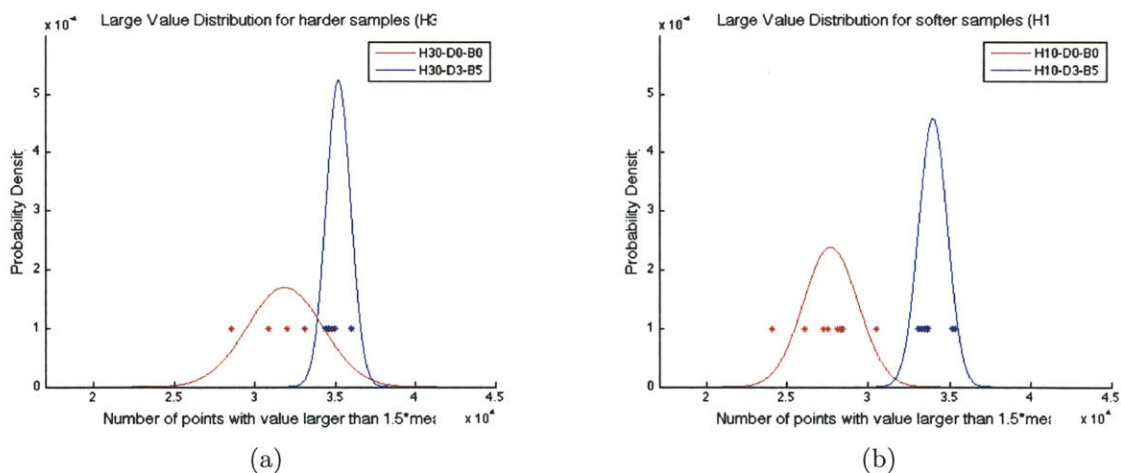 x 10⁻⁴ Large Value Distribution for harder samples (H3
H30-D0-B0
H30-D3-B5
5
4
3
2
1
0
Probability Densit
2 2.5 3 3.5 4 4.5
Number of points with value larger than 1.5*mea x 10⁴
(a)
x 10⁻⁴ Large Value Distribution for softer samples (H1
H10-D0-B0
H10-D3-B5
5
4
3
2
1
0
Probability Densit
2 2.5 3 3.5 4 4.5
Number of points with value larger than 1.5*mea x 10⁴
(b)